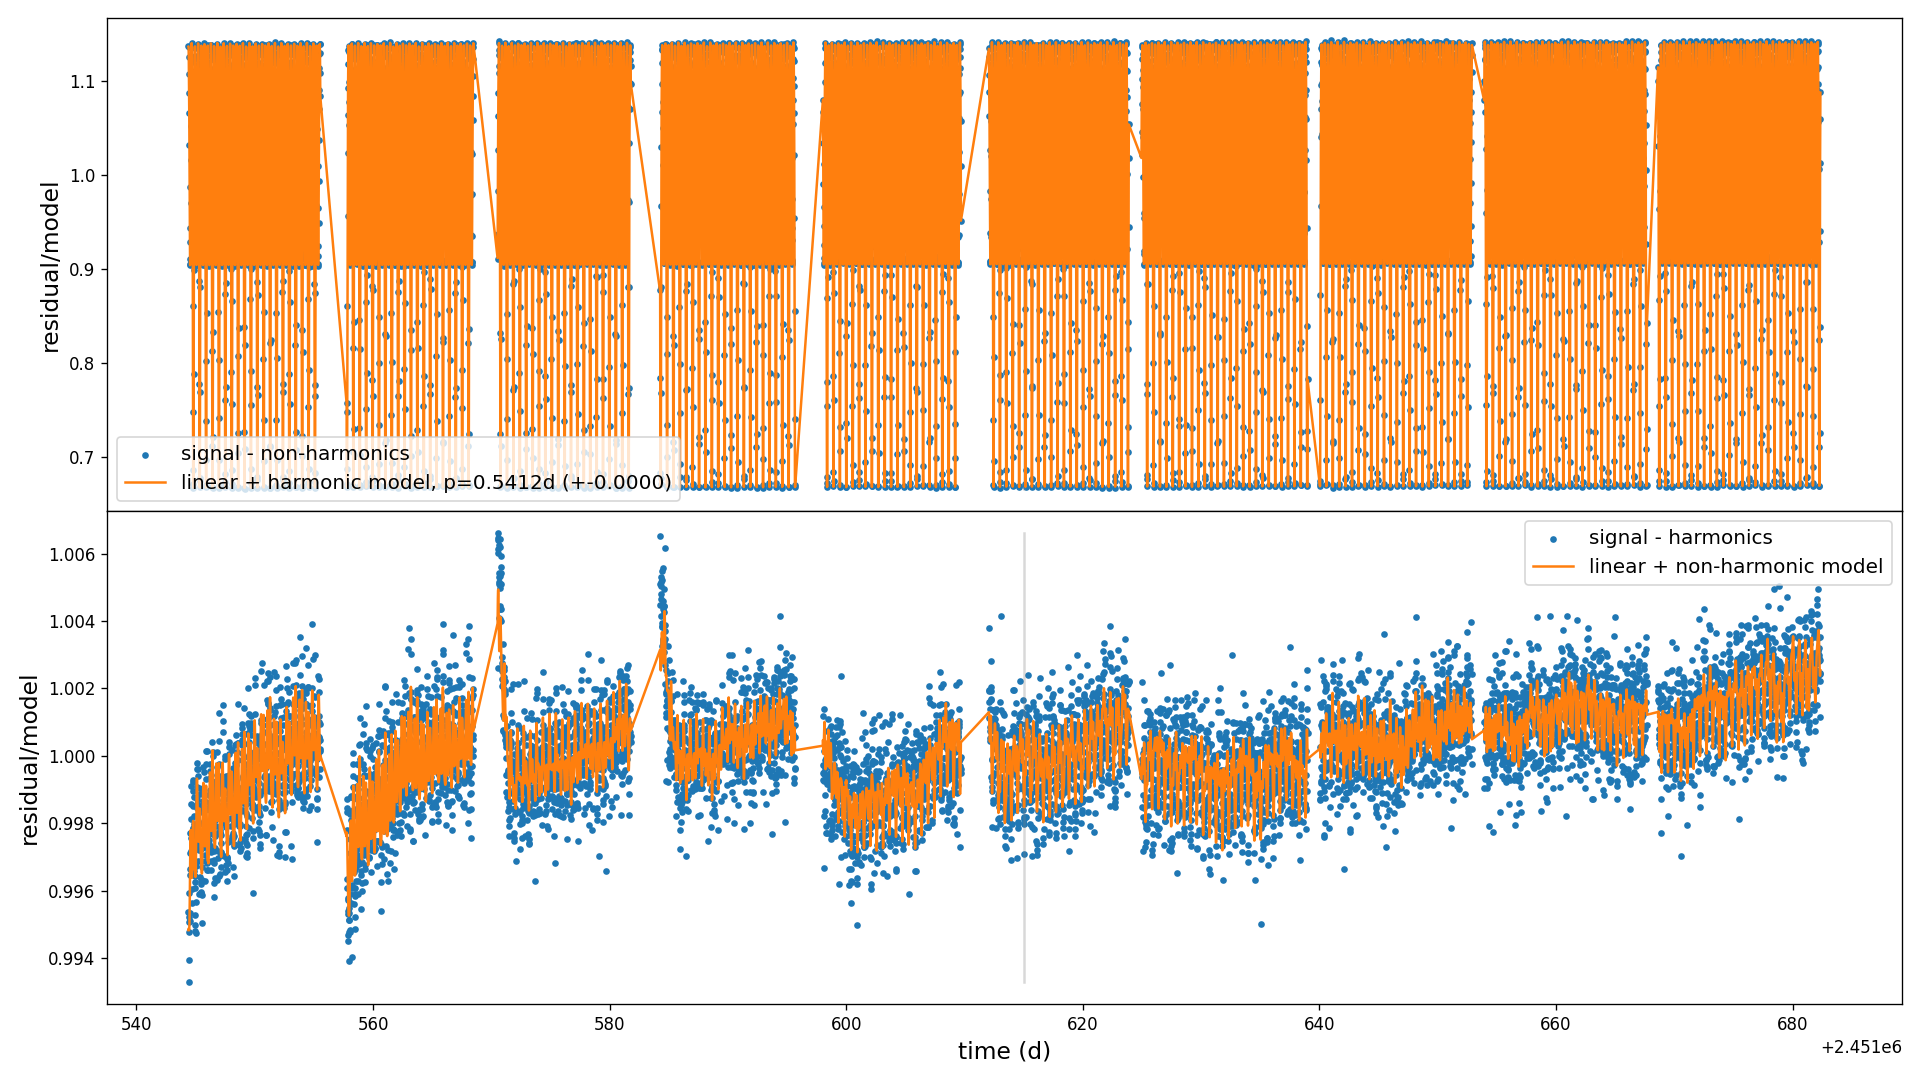 residual/model
1.1
1.0
0.9
0.8
0.7
signal - non-harmonics
linear + harmonic model, p=0.5412d (+-0.0000)
residual/model
1.006
1.004
1.002
1.000
0.998
0.996
0.994
signal - harmonics
linear + non-harmonic model
540 560 580 600 620 640 660 680
time (d)
+2.451e6